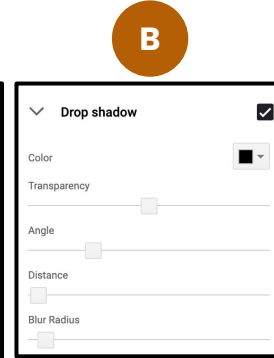 B
Drop shadow
Color
Transparency
Angle
Distance
Blur Radius